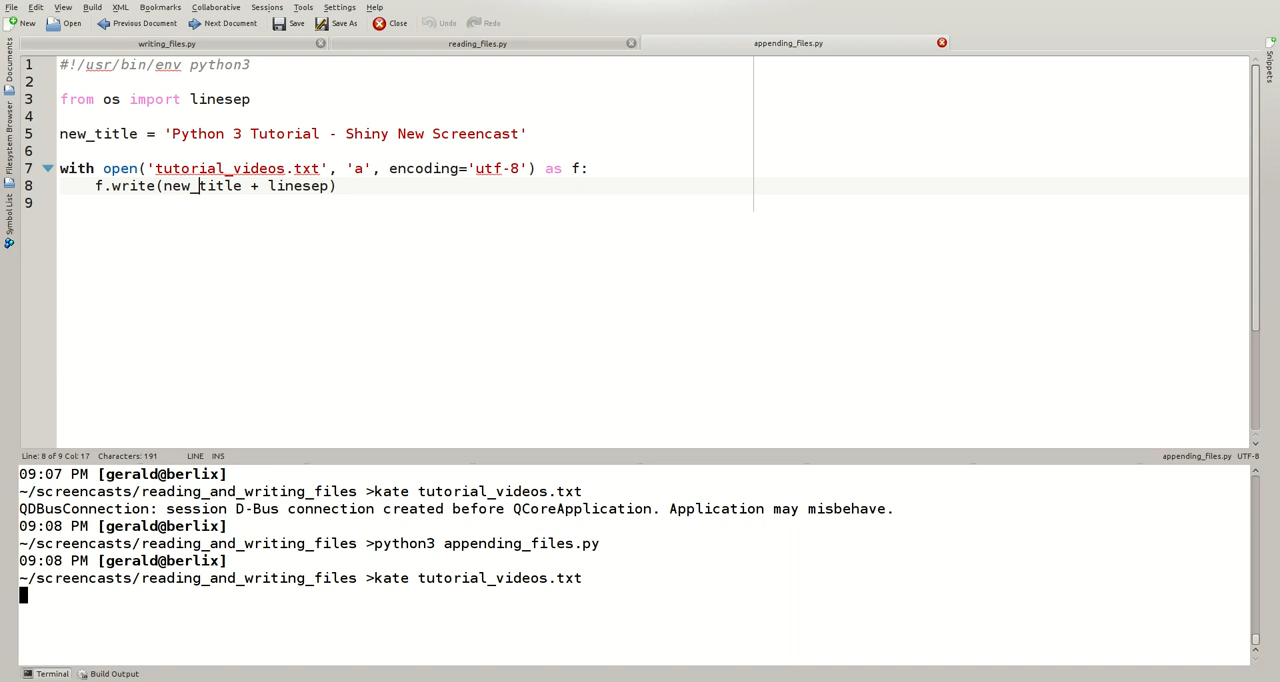 File Edit View Build XML Bookmarks Collaborative Sessions Tools Settings Help
New Open Previous Document Next Document Save Save As Close Undo Redo
writing_files.py reading_files.py appending_files.py
Documents
Filesystem Browser
Symbol List
Snippets
1 #!/usr/bin/env python3
2
3 from os import linesep
4
5 new_title = 'Python 3 Tutorial - Shiny New Screencast'
6
7 with open('tutorial_videos.txt', 'a', encoding='utf-8') as f:
8 f.write(new_title + linesep)
9
Line: 8 of 9 Col: 17 Characters: 191 LINE INS appending_files.py UTF-8
09:07 PM [gerald@berlix]
~/screencasts/reading_and_writing_files >kate tutorial_videos.txt
QDBusConnection: session D-Bus connection created before QCoreApplication. Application may misbehave.
09:08 PM [gerald@berlix]
~/screencasts/reading_and_writing_files >python3 appending_files.py
09:08 PM [gerald@berlix]
~/screencasts/reading_and_writing_files >kate tutorial_videos.txt
Terminal Build Output